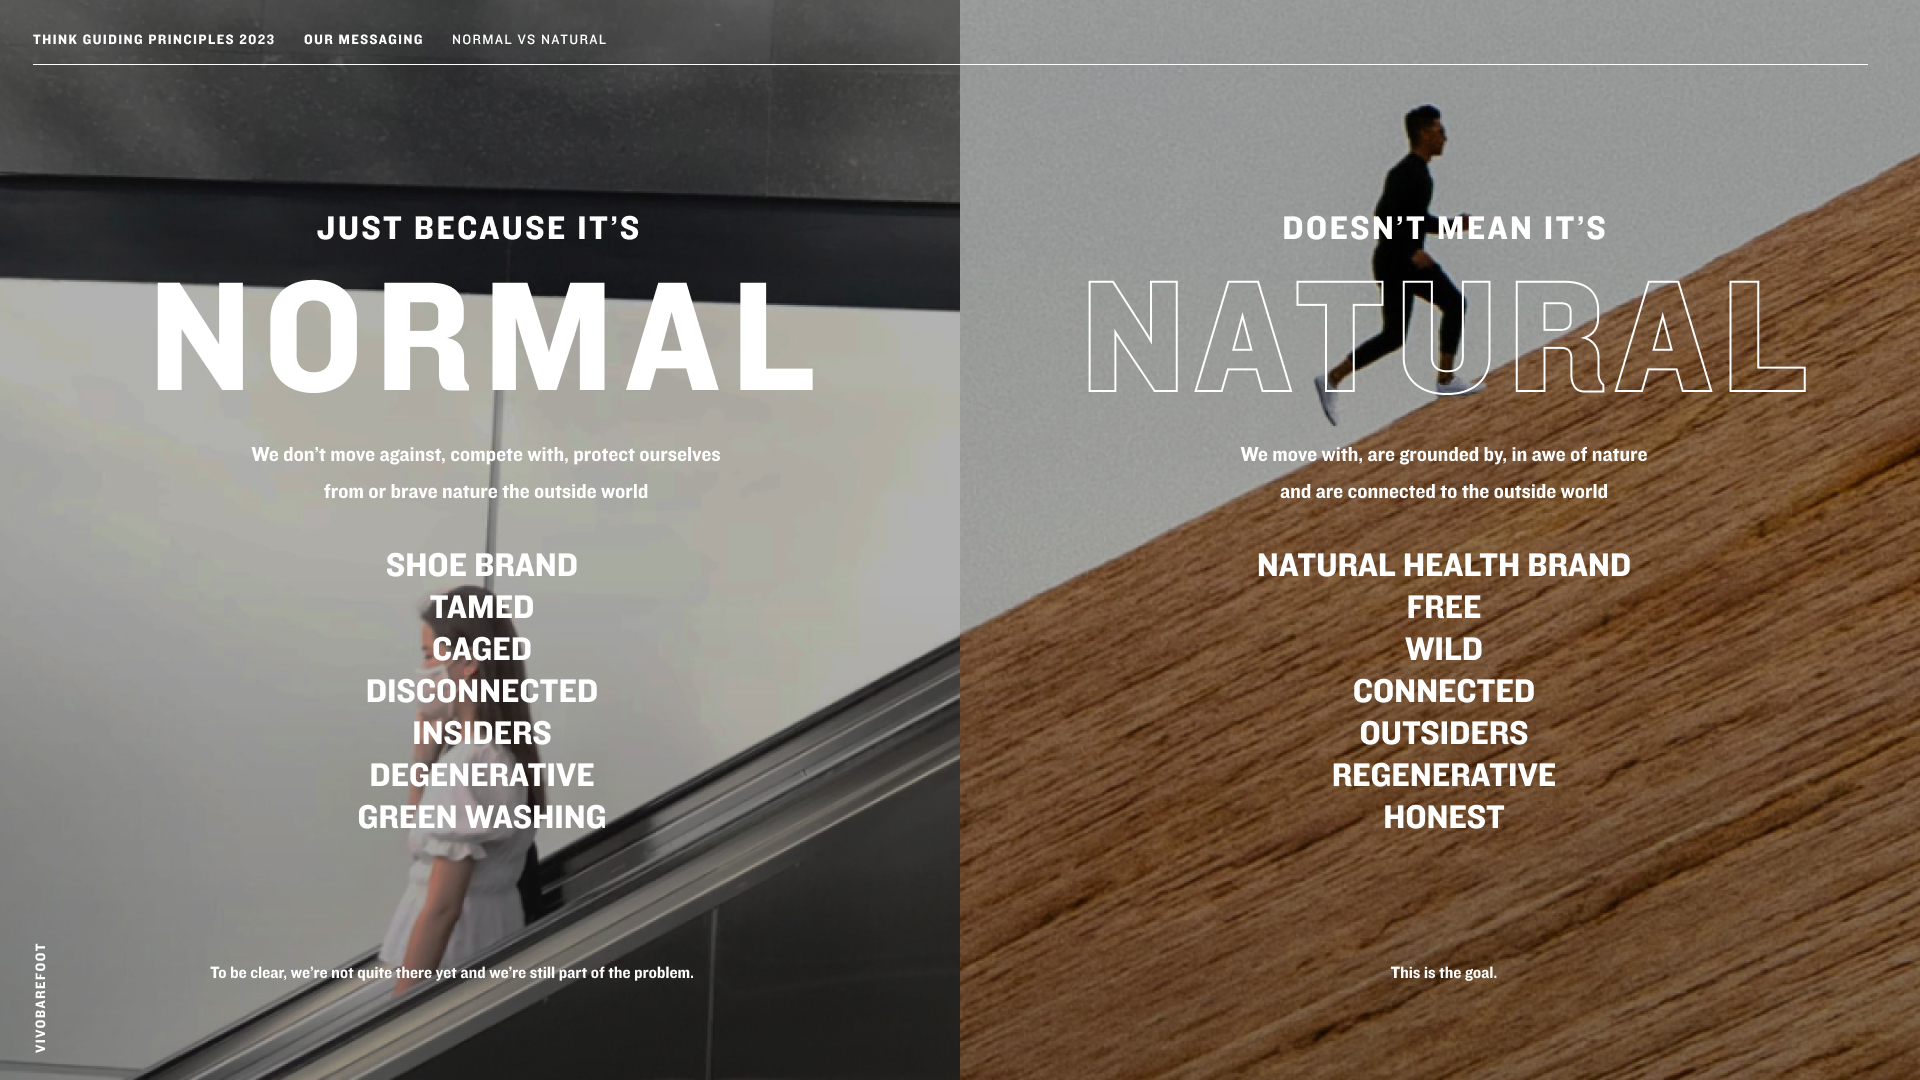 THINK GUIDING PRINCIPLES 2023 OUR MESSAGING NORMAL VS NATURAL
JUST BECAUSE IT’S
NORMAL
We don’t move against, compete with, protect ourselves
from or brave nature the outside world
SHOE BRAND
TAMED
CAGED
DISCONNECTED
INSIDERS
DEGENERATIVE
GREEN WASHING
To be clear, we’re not quite there yet and we’re still part of the problem.
DOESN’T MEAN IT’S
NATURAL
We move with, are grounded by, in awe of nature
and are connected to the outside world
NATURAL HEALTH BRAND
FREE
WILD
CONNECTED
OUTSIDERS
REGENERATIVE
HONEST
This is the goal.
VIVOBAREFOOT